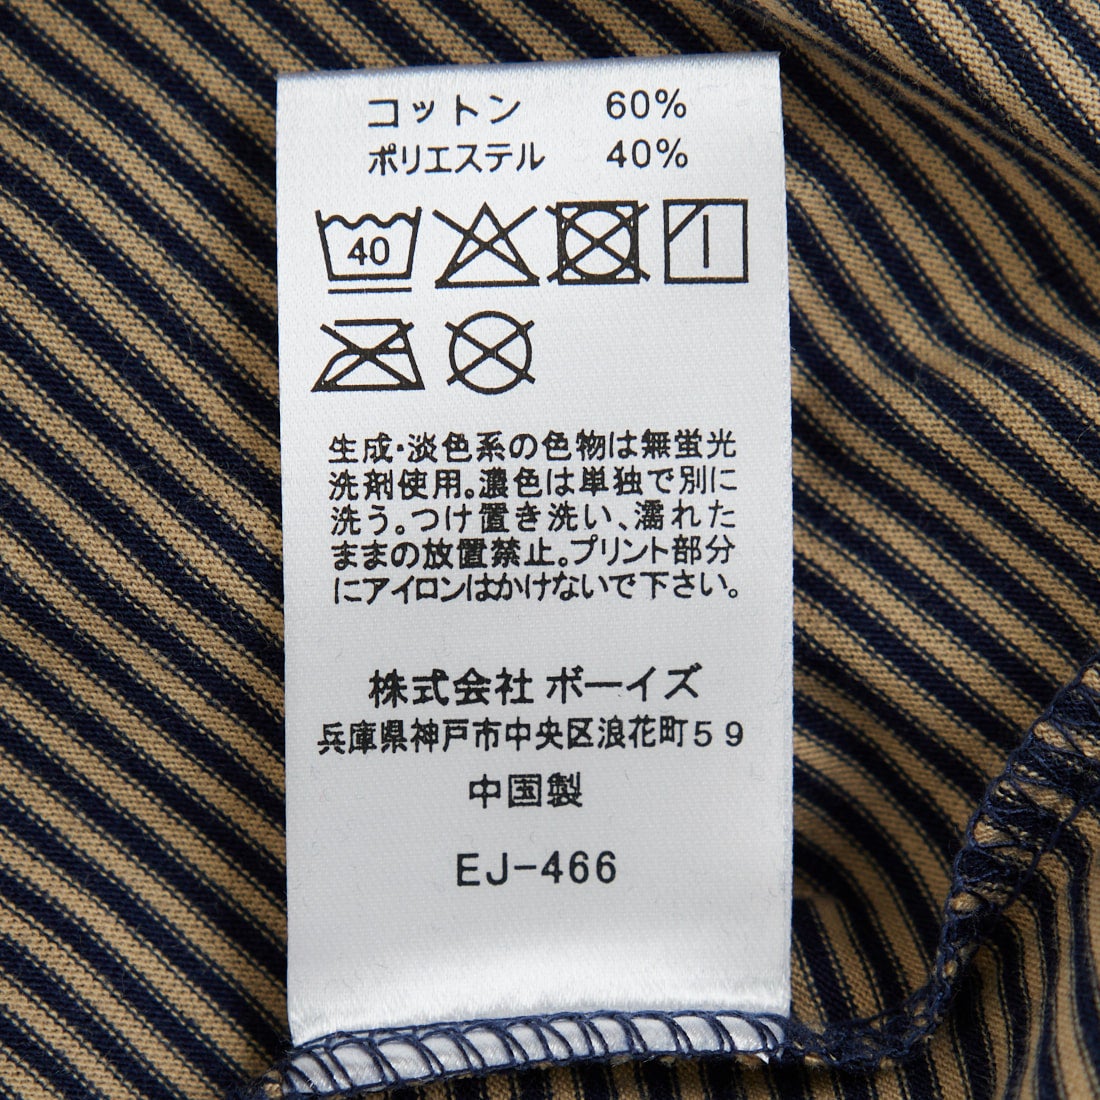 コットン 60%
ポリエステル 40%
40
生成・淡色系の色物は無蛍光
洗剤使用。濃色は単独で別に
洗う。つけ置き洗い、濡れた
ままの放置禁止。プリント部分
にアイロンはかけないで下さい。
株式会社 ボーイズ
兵庫県神戸市中央区浪花町59
中国製
EJ-466